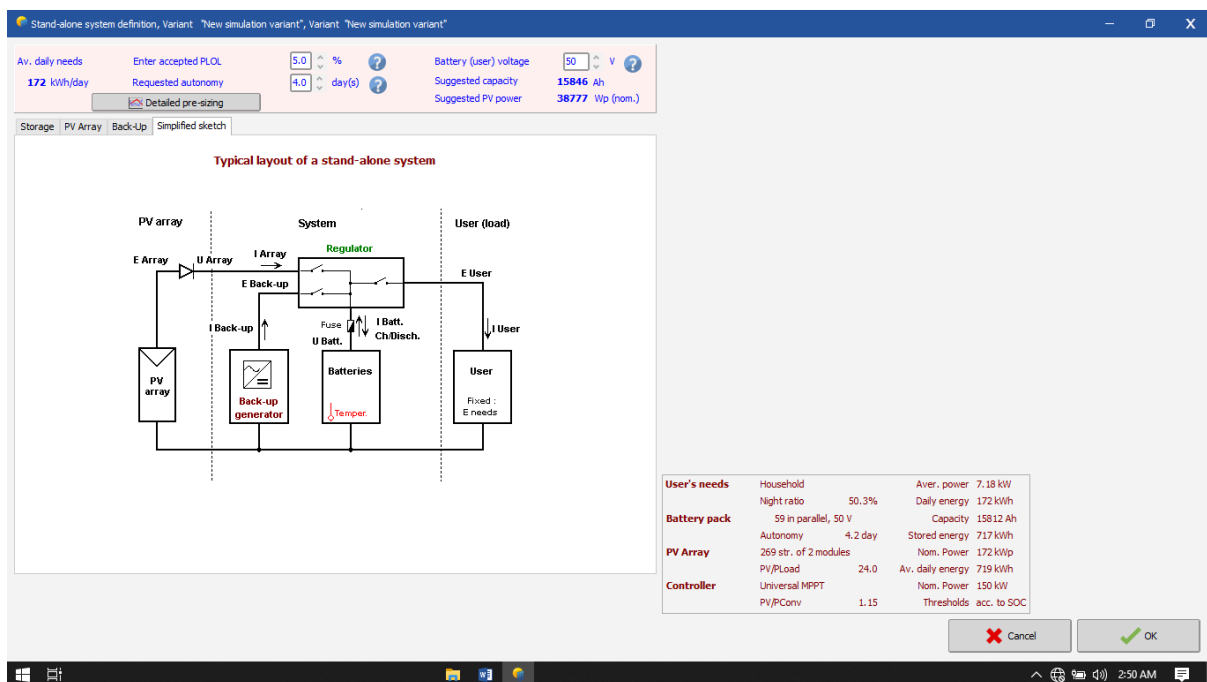 Stand-alone system definition, Variant "New simulation variant", Variant "New simulation variant"
Av. daily needs Enter accepted PLOL 5.0 % ? Battery (user) voltage 50 V ?
172 kWh/day Requested autonomy 4.0 day(s) ? Suggested capacity 15846 Ah
Detailed pre-sizing Suggested PV power 38777 Wp (nom.)
Storage PV Array Back-Up Simplified sketch
Typical layout of a stand-alone system
PV array System User (load)
Regulator
E Array U Array I Array
E User
E Back-up
I Back-up Fuse I Batt.
Ch/Disch.
U Batt.
I User
PV
array
Back-up
generator
Batteries
Temper.
User
Fixed :
E needs
User's needs Household Aver. power 7.18 kW
Night ratio 50.3% Daily energy 172 kWh
Battery pack 59 in parallel, 50 V Capacity 15812 Ah
Autonomy 4.2 day Stored energy 717 kWh
PV Array 269 str. of 2 modules Nom. Power 172 kWp
PV/PLoad 24.0 Av. daily energy 719 kWh
Controller Universal MPPT Nom. Power 150 kW
PV/PConv 1.15 Thresholds acc. to SOC
Cancel OK
2:50 AM